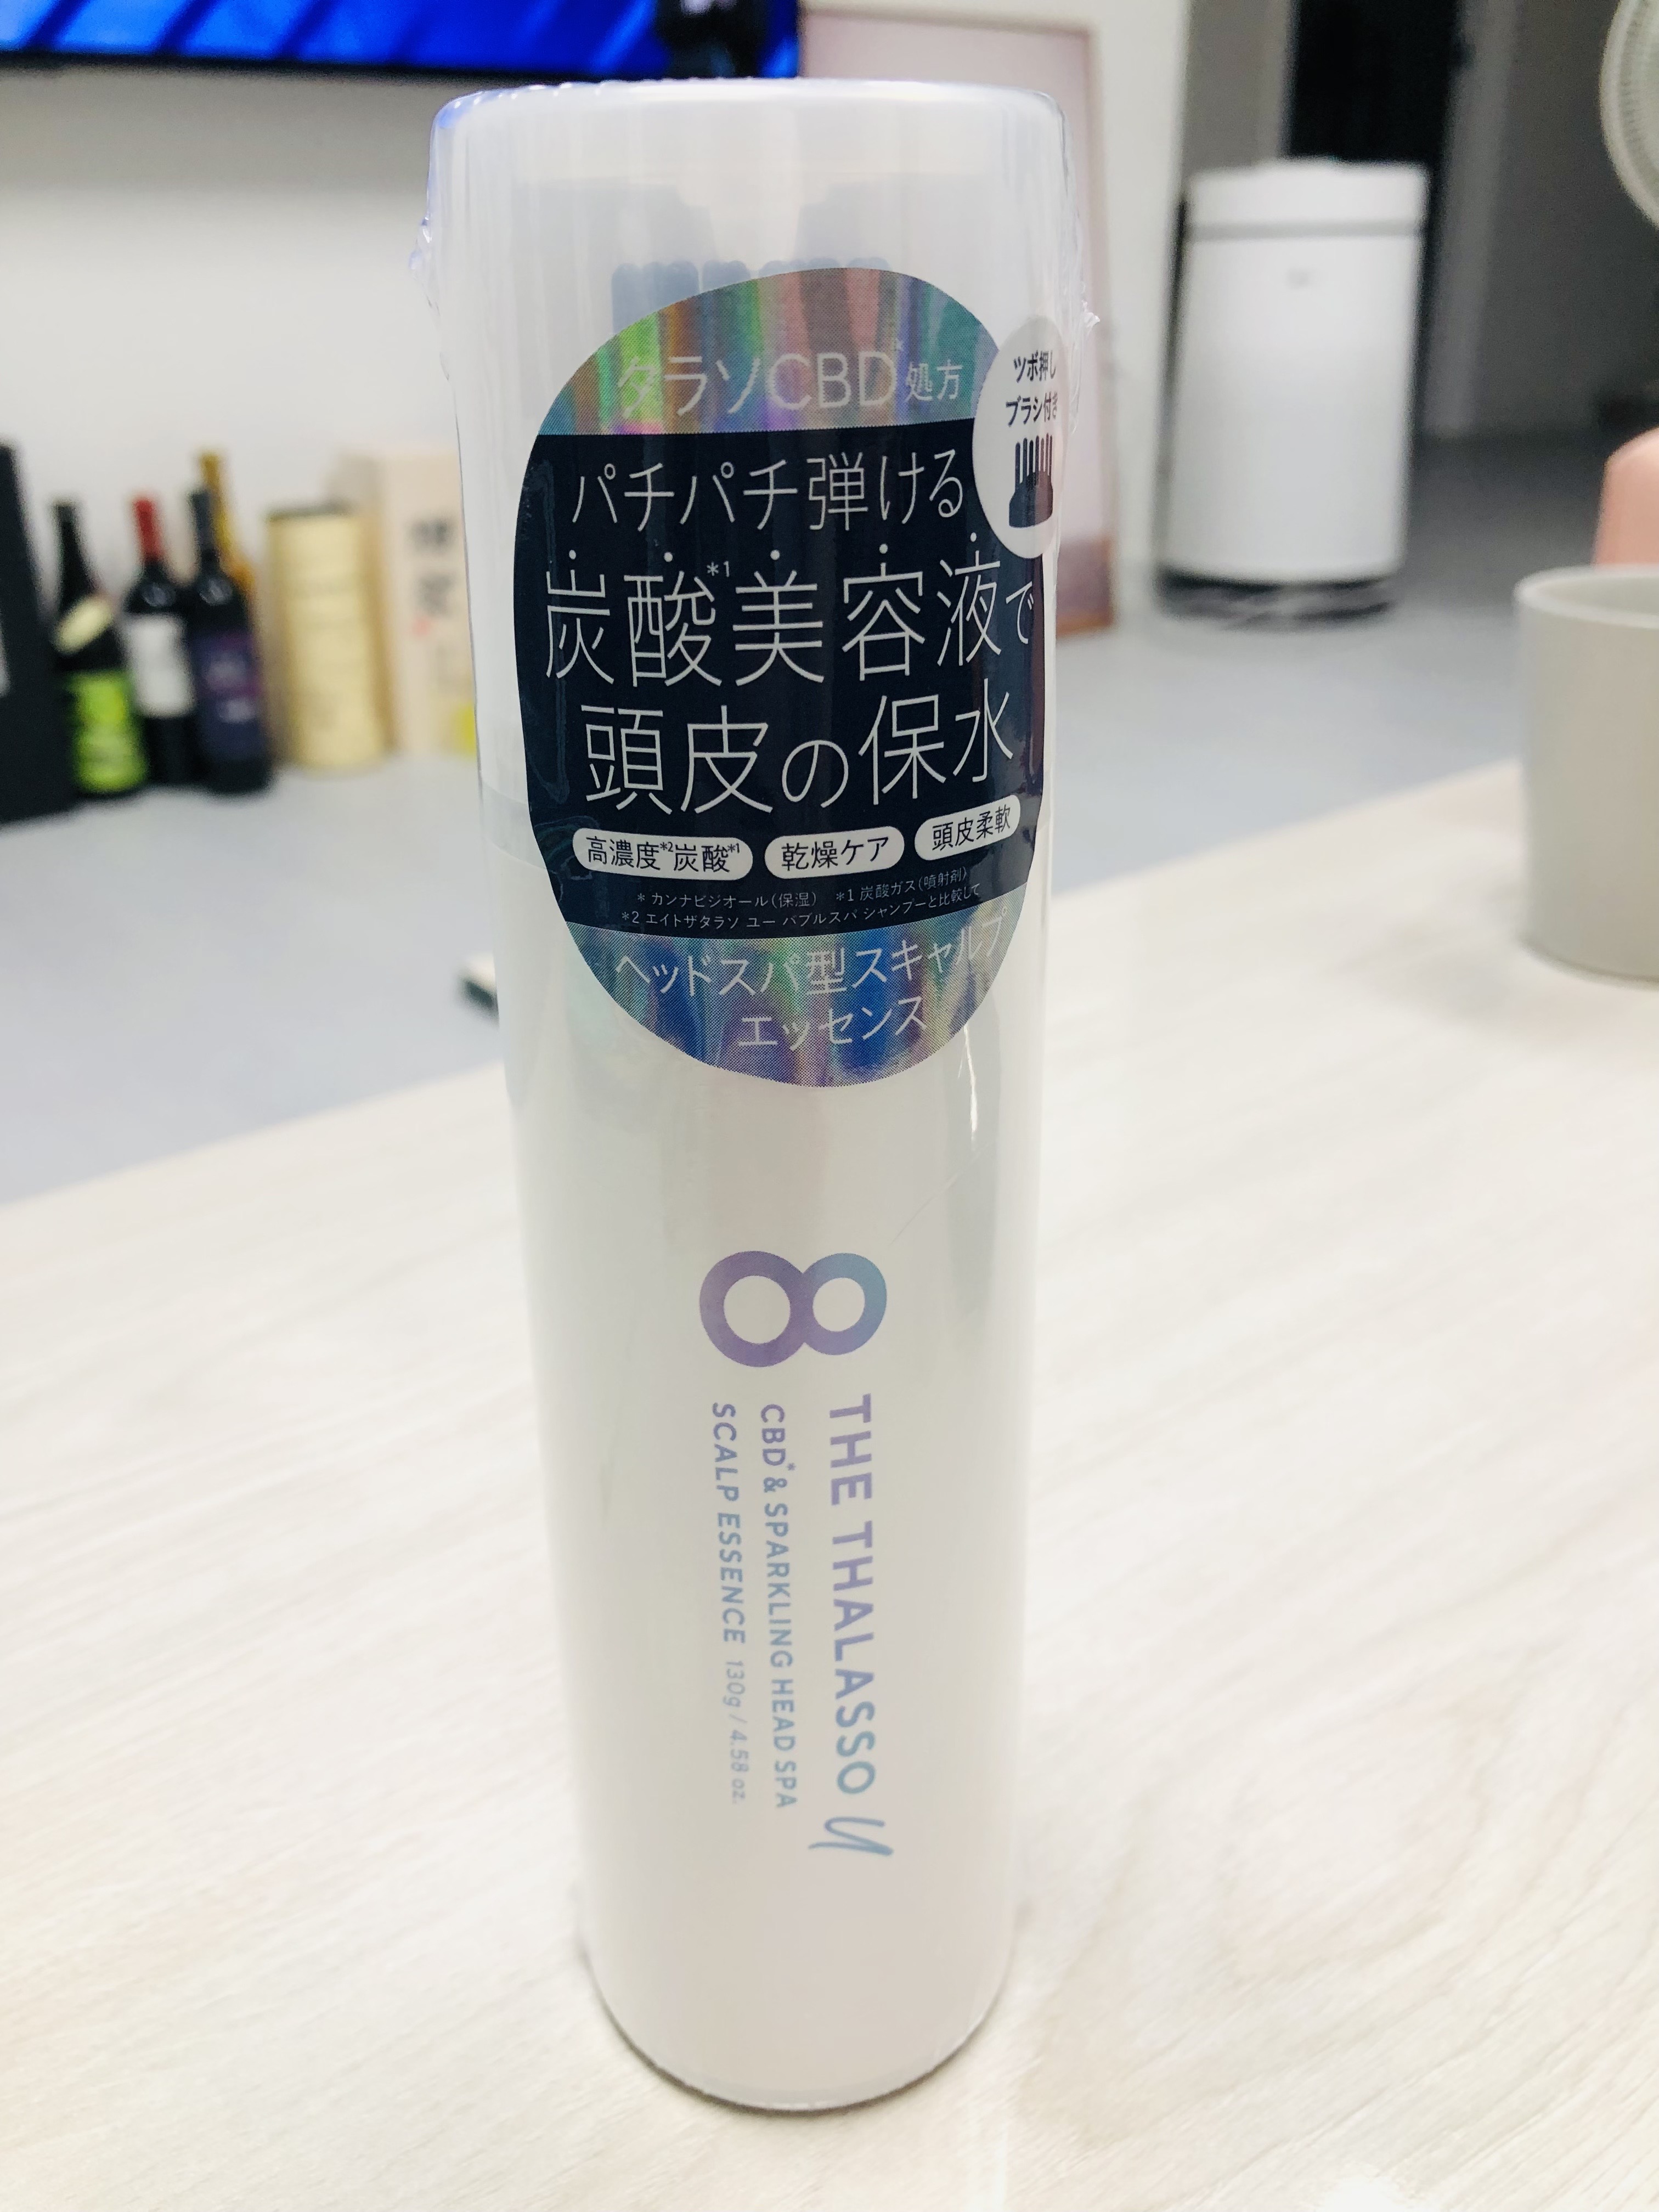 タラソCBD*処方
ツボ押し
ブラシ付き
パチパチ弾ける
炭酸*1美容液で
頭皮の保水
高濃度*2炭酸*1
乾燥ケア
頭皮柔軟
*カンナビジオール(保湿) *1 炭酸ガス(噴射剤)
*2 エイトザタラソ ユー バブルスパ シャンプーと比較して
ヘッドスパ型スキャルプ
エッセンス
8
THE THALASSO u
CBD* & SPARKLING HEAD SPA
SCALP ESSENCE 130g / 4.58 oz.